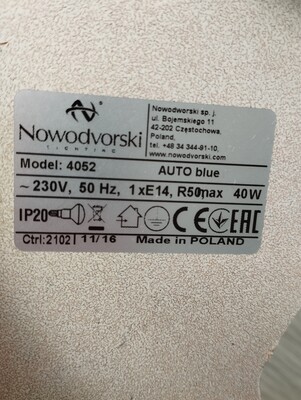 Nowodvorski
LIGHTING
Nowodvorski sp. j.
ul. Bojemskiego 11
42-202 Częstochowa,
Poland,
tel. +48 34 344-91-10,
www.nowodvorski.com
Model: 4052 AUTO blue
~ 230V, 50 Hz, 1xE14, R50max 40W
IP20 CE EAC
Ctrl:2102 11/16 Made in POLAND